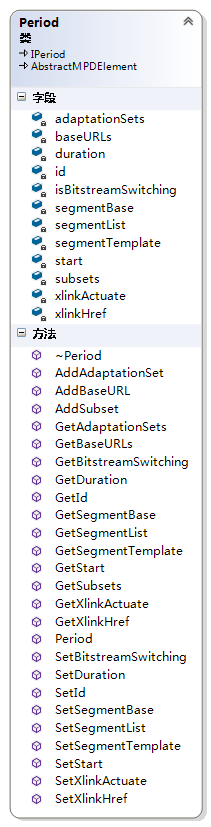 Period
类
IPeriod
AbstractMPDElement
字段
adaptationSets
baseURLs
duration
id
isBitstreamSwitching
segmentBase
segmentList
segmentTemplate
start
subsets
xlinkActuate
xlinkHref
方法
~Period
AddAdaptationSet
AddBaseURL
AddSubset
GetAdaptationSets
GetBaseURLs
GetBitstreamSwitching
GetDuration
GetId
GetSegmentBase
GetSegmentList
GetSegmentTemplate
GetStart
GetSubsets
GetXlinkActuate
GetXlinkHref
Period
SetBitstreamSwitching
SetDuration
SetId
SetSegmentBase
SetSegmentList
SetSegmentTemplate
SetStart
SetXlinkActuate
SetXlinkHref